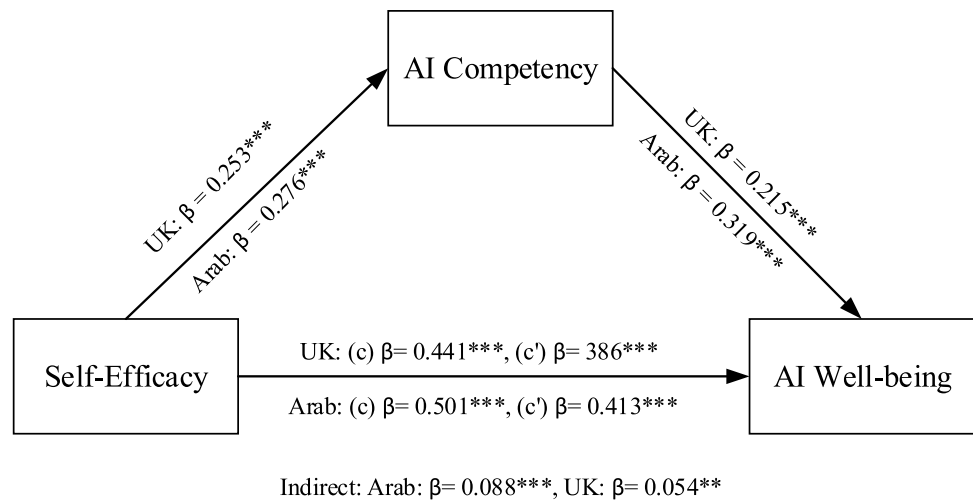 AI Competency
UK: β = 0.253***
Arab: β = 0.276***
UK: β = 0.215***
Arab: β = 0.319***
Self-Efficacy
UK: (c) β= 0.441***, (c') β= 386***
Arab: (c) β= 0.501***, (c') β= 0.413***
AI Well-being
Indirect: Arab: β= 0.088***, UK: β= 0.054**